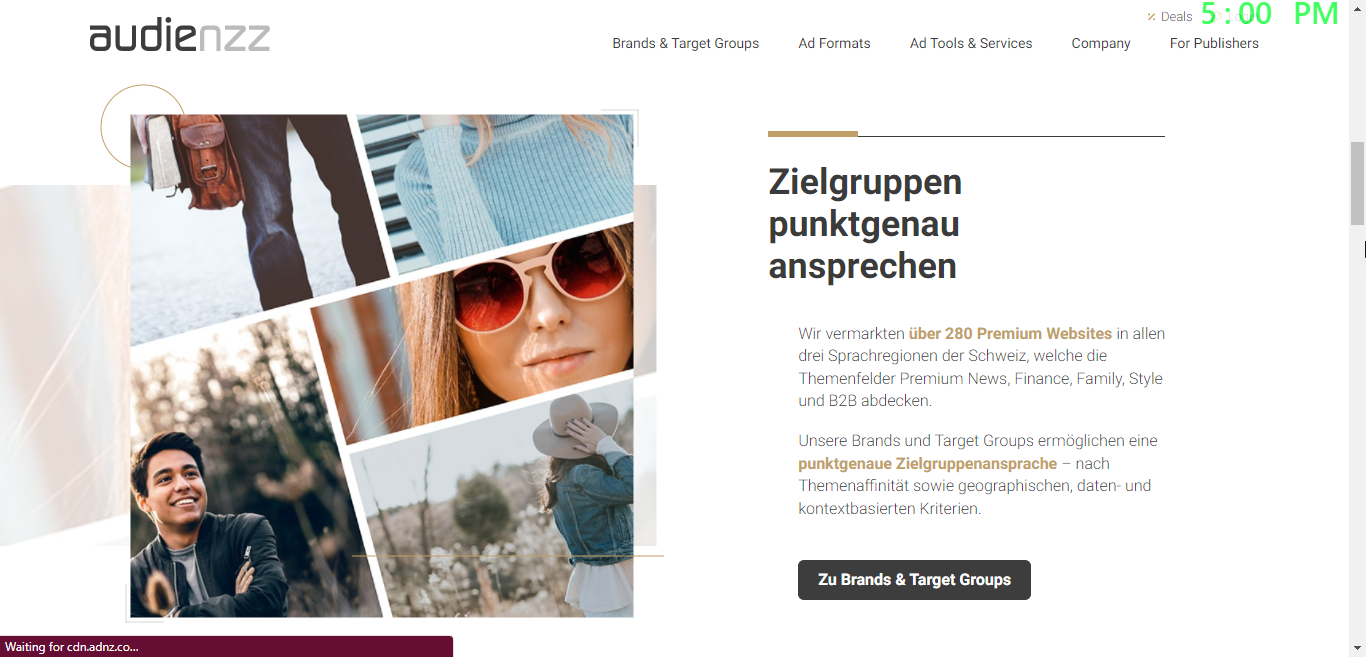 Deals
5:00 PM
audienzz
Brands & Target Groups
Ad Formats
Ad Tools & Services
Company
For Publishers
Zielgruppen
punktgenau
ansprechen
Wir vermarkten über 280 Premium Websites in allen
drei Sprachregionen der Schweiz, welche die
Themenfelder Premium News, Finance, Family, Style
und B2B abdecken.
Unsere Brands und Target Groups ermöglichen eine
punktgenaue Zielgruppenansprache – nach
Themenaffinität sowie geographischen, daten- und
kontextbasierten Kriterien.
Zu Brands & Target Groups
Waiting for cdn.adnz.co...